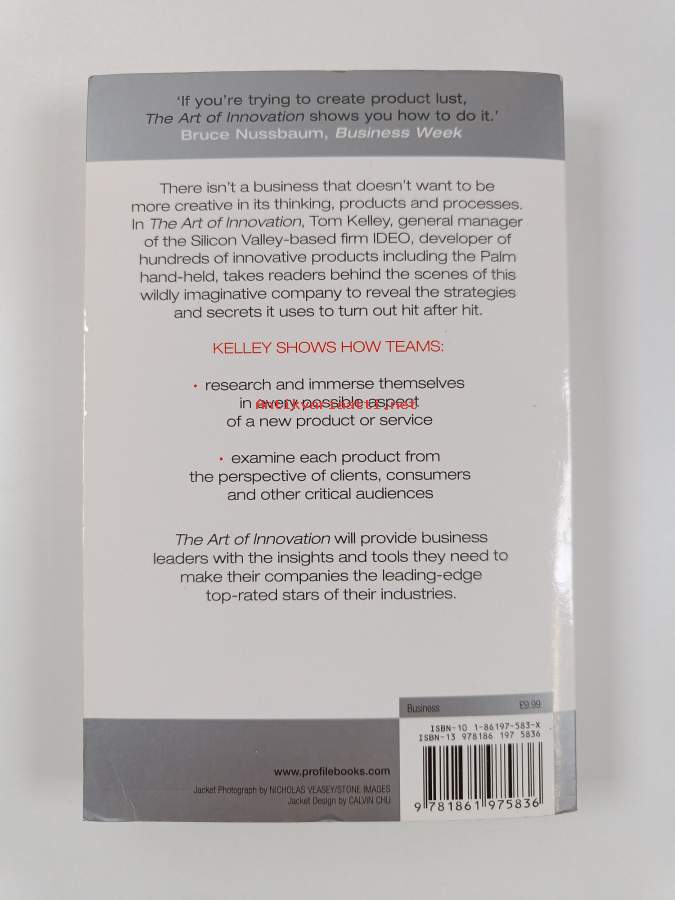 ‘If you’re trying to create product lust,
The Art of Innovation shows you how to do it.’
Bruce Nussbaum, Business Week
There isn’t a business that doesn’t want to be
more creative in its thinking, products and processes.
In The Art of Innovation, Tom Kelley, general manager
of the Silicon Valley-based firm IDEO, developer of
hundreds of innovative products including the Palm
hand-held, takes readers behind the scenes of this
wildly imaginative company to reveal the strategies
and secrets it uses to turn out hit after hit.
KELLEY SHOWS HOW TEAMS:
• research and immerse themselves
in every possible aspect
of a new product or service
• examine each product from
the perspective of clients, consumers
and other critical audiences
The Art of Innovation will provide business
leaders with the insights and tools they need to
make their companies the leading-edge
top-rated stars of their industries.
Business £9.99
ISBN-10 1-86197-583-X
ISBN-13 978186 197 5836
9 781861 975836
www.profilebooks.com
Jacket Photograph by NICHOLAS VEASEY/STONE IMAGES
Jacket Design by CALVIN CHU